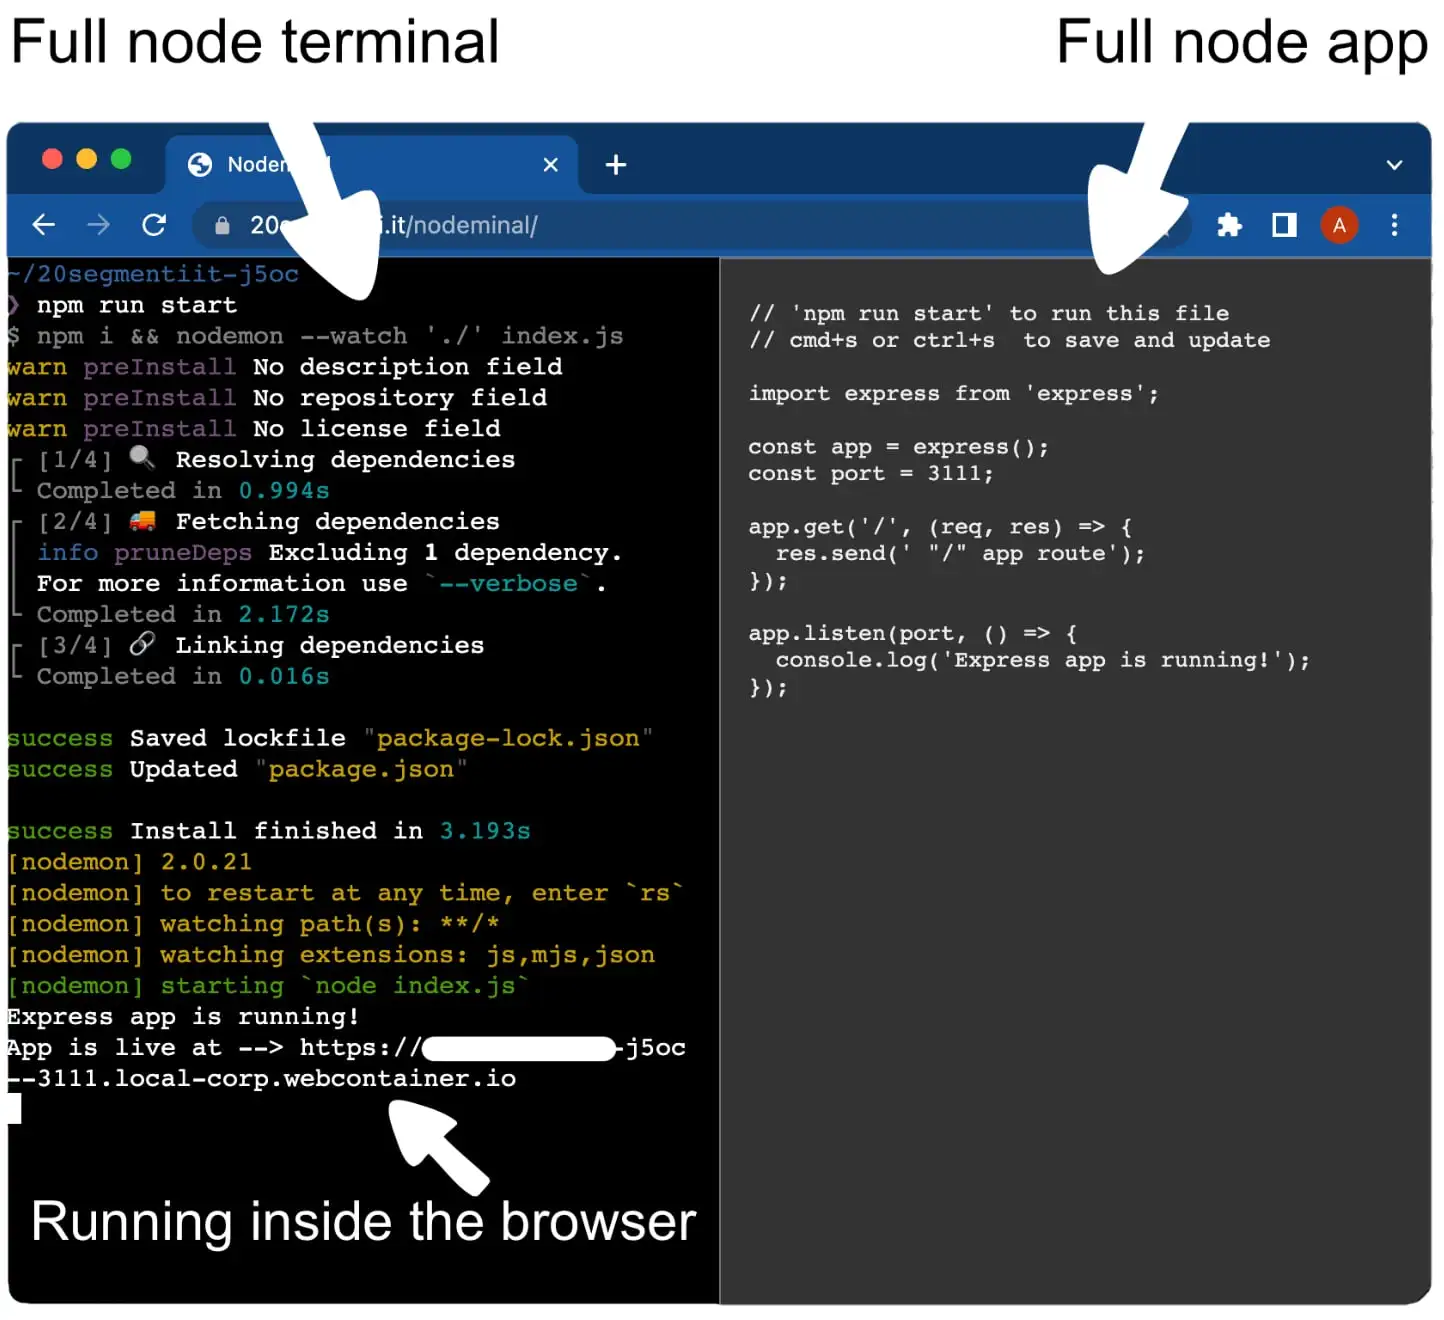 Full node terminal
Full node app
20 i.it/nodeminal/
A
~/20segmentiit-j5oc
❯ npm run start
$ npm i && nodemon --watch './' index.js
warn preInstall No description field
warn preInstall No repository field
warn preInstall No license field
[1/4] 🔍 Resolving dependencies
Completed in 0.994s
[2/4] 🚚 Fetching dependencies
info pruneDeps Excluding 1 dependency.
For more information use `--verbose`.
Completed in 2.172s
[3/4] 🔗 Linking dependencies
Completed in 0.016s
success Saved lockfile "package-lock.json"
success Updated "package.json"
success Install finished in 3.193s
[nodemon] 2.0.21
[nodemon] to restart at any time, enter `rs`
[nodemon] watching path(s): **/*
[nodemon] watching extensions: js,mjs,json
[nodemon] starting `node index.js`
Express app is running!
App is live at --> https:// -j5oc
--3111.local-corp.webcontainer.io
Running inside the browser
// 'npm run start' to run this file
// cmd+s or ctrl+s  to save and update
import express from 'express';
const app = express();
const port = 3111;
app.get('/', (req, res) => {
  res.send(' "/" app route');
});
app.listen(port, () => {
  console.log('Express app is running!');
});